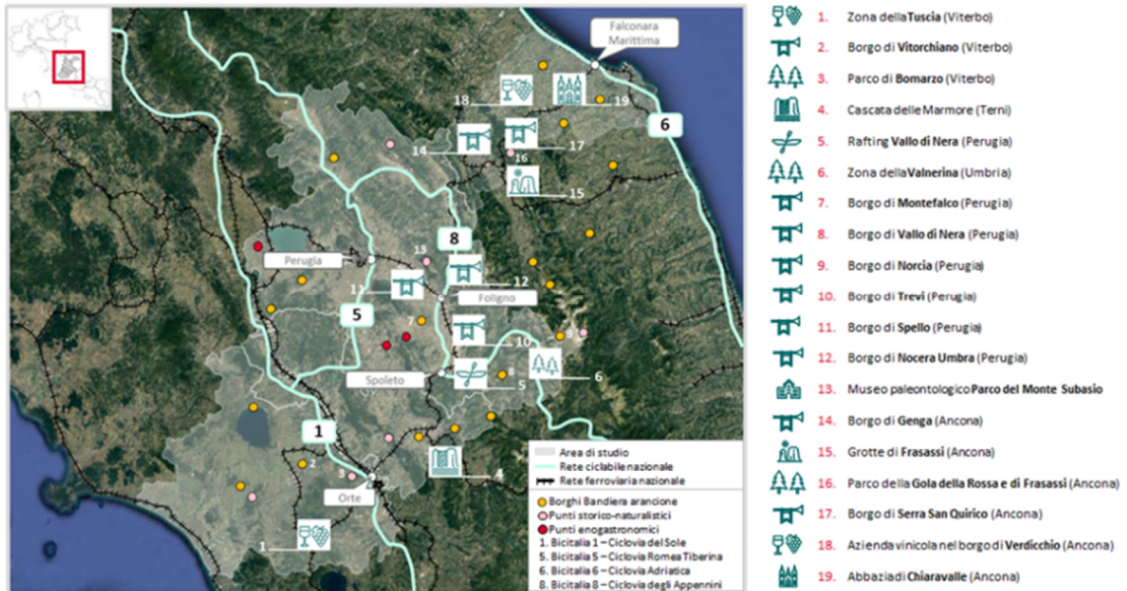 Falconara
Marittima
18
19
6
14
17
16
15
8
Perugia
13
11
12
Foligno
5
7
10
Spoleto
8
5
6
9
1
2
3
4
Orte
1
Area di studio
Rete ciclabile nazionale
Rete ferroviaria nazionale
Borghi Bandiera arancione
Punti storico-naturalistici
Punti enogastronomici
1. Bicitalia 1 – Ciclovia del Sole
5. Bicitalia 5 – Ciclovia Romea Tiberina
6. Bicitalia 6 – Ciclovia Adriatica
8. Bicitalia 8 – Ciclovia degli Appennini
1. Zona della Tuscia (Viterbo)
2. Borgo di Vitorchiano (Viterbo)
3. Parco di Bomarzo (Viterbo)
4. Cascata delle Marmore (Terni)
5. Rafting Vallo di Nera (Perugia)
6. Zona della Valnerina (Umbria)
7. Borgo di Montefalco (Perugia)
8. Borgo di Vallo di Nera (Perugia)
9. Borgo di Norcia (Perugia)
10. Borgo di Trevi (Perugia)
11. Borgo di Spello (Perugia)
12. Borgo di Nocera Umbra (Perugia)
13. Museo paleontologico Parco del Monte Subasio
14. Borgo di Genga (Ancona)
15. Grotte di Frasassi (Ancona)
16. Parco della Gola della Rossa e di Frasassi (Ancona)
17. Borgo di Serra San Quirico (Ancona)
18. Azienda vinicola nel borgo di Verdicchio (Ancona)
19. Abbazia di Chiaravalle (Ancona)